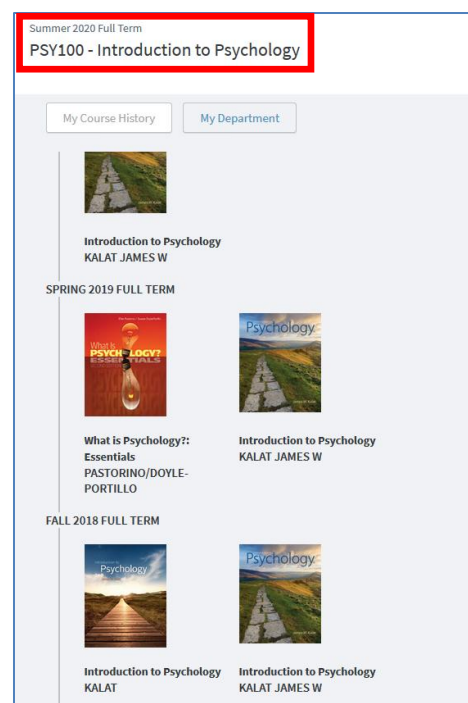 Summer 2020 Full Term
PSY100 - Introduction to Psychology
My Course History
My Department
Introduction to Psychology
KALAT JAMES W
SPRING 2019 FULL TERM
What Is
PSYCHOLOGY?
ESSENTIALS
Psychology
What is Psychology?:
Essentials
PASTORINO/DOYLE-
PORTILLO
Introduction to Psychology
KALAT JAMES W
FALL 2018 FULL TERM
Psychology
Psychology
Introduction to Psychology
KALAT
Introduction to Psychology
KALAT JAMES W